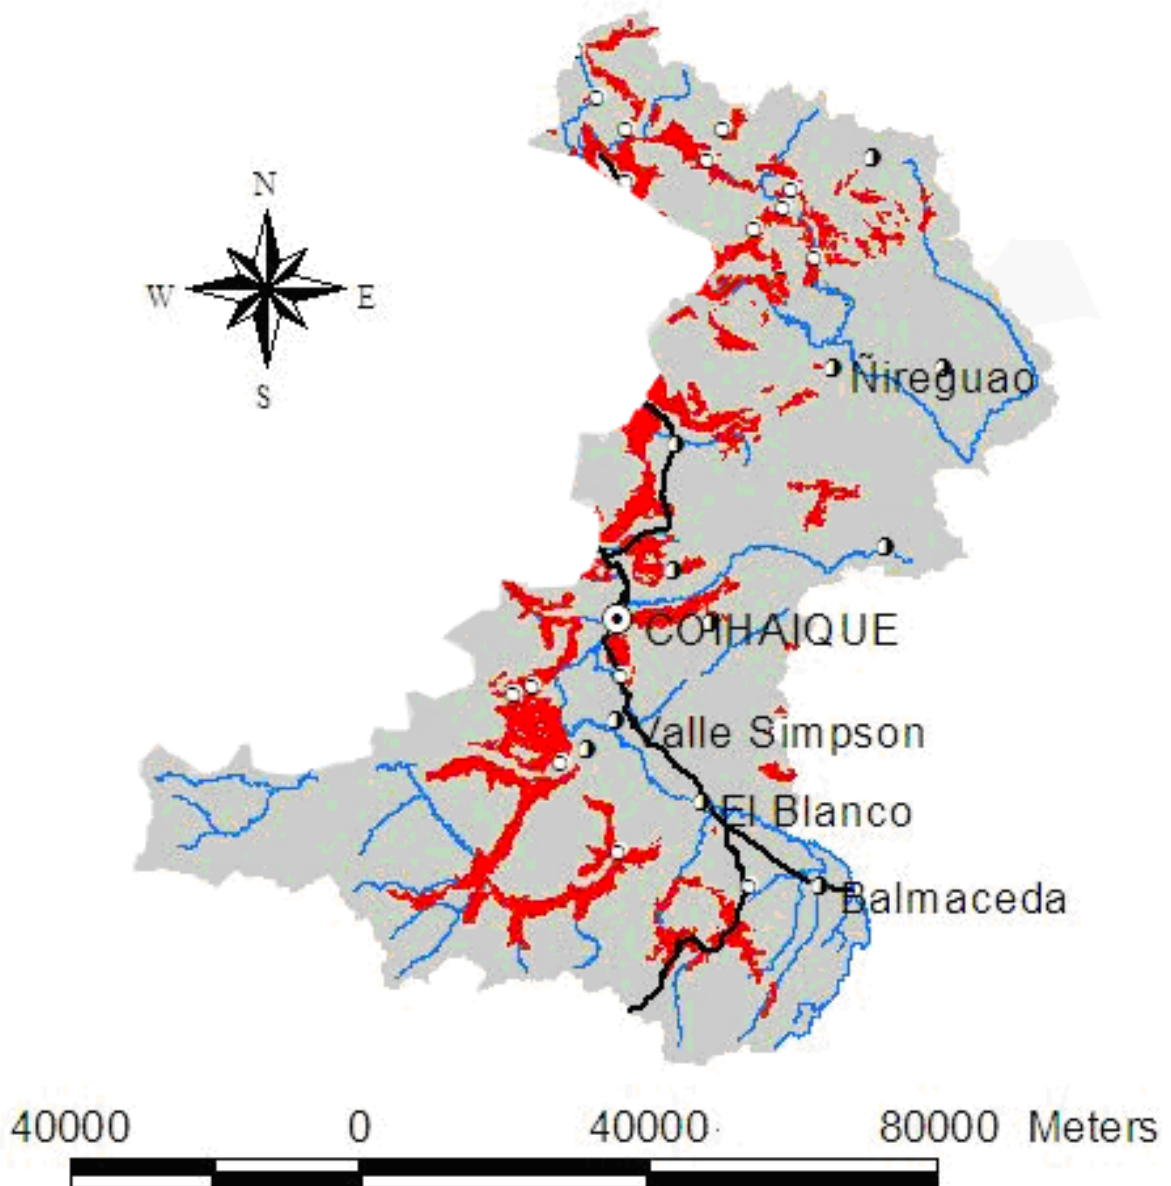 N
W E
S
Ñireguao
COIHAIQUE
Valle Simpson
El Blanco
Balmaceda
40000 0 40000 80000 Meters